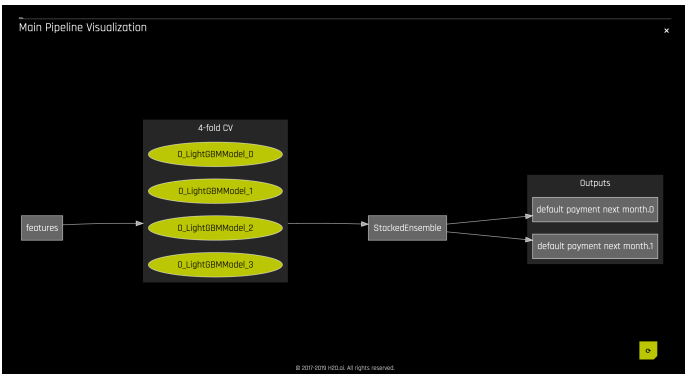 Main Pipeline Visualization
×
4-fold CV
0_LightGBMModel_0
0_LightGBMModel_1
0_LightGBMModel_2
0_LightGBMModel_3
features
StackedEnsemble
Outputs
default payment next month.0
default payment next month.1
© 2017-2019 H2O.ai. All rights reserved.